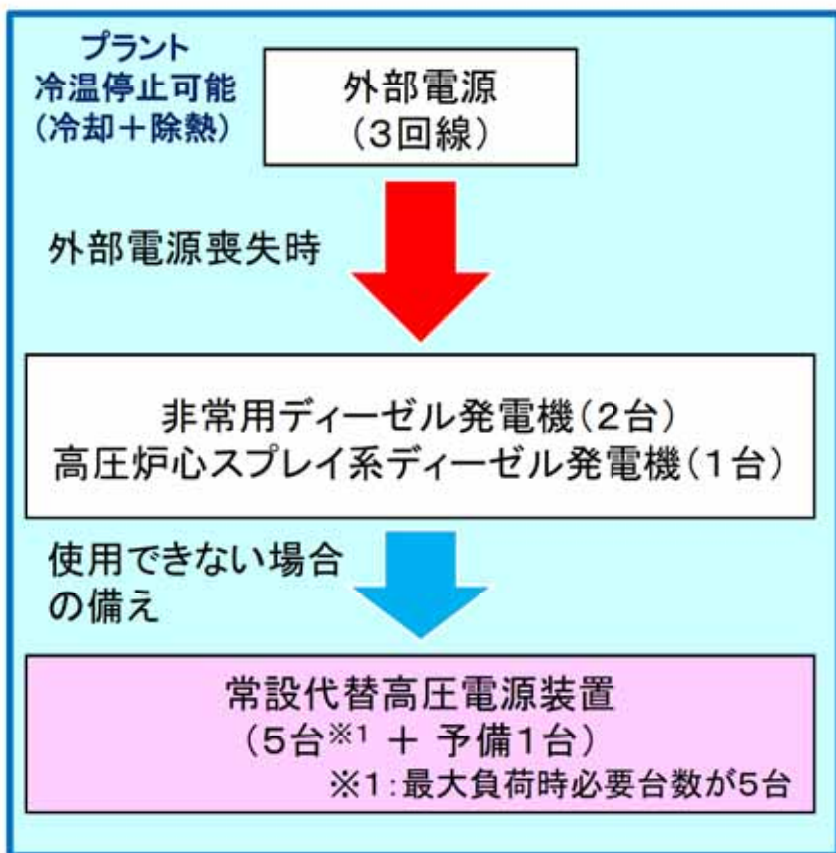 プラント
冷温停止可能
(冷却+除熱)
外部電源
(3回線)
外部電源喪失時
非常用ディーゼル発電機(2台)
高圧炉心スプレイ系ディーゼル発電機(1台)
使用できない場合
の備え
常設代替高圧電源装置
(5台※1 + 予備1台)
※1:最大負荷時必要台数が5台